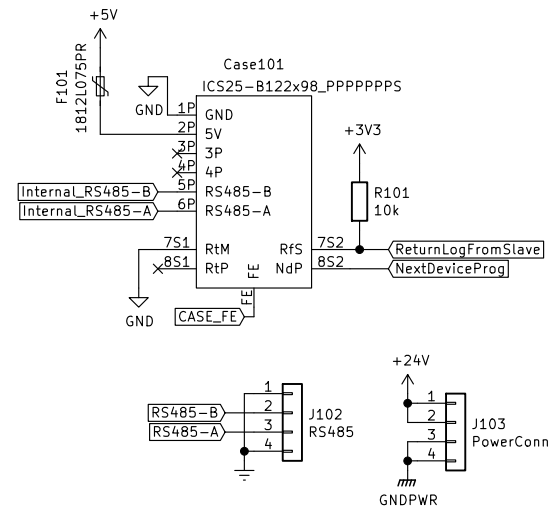 +5V
F101
1812L075PR
Case101
ICS25-B122x98_PPPPPPPS
GND
1P GND
2P 5V
3P 3P
4P 4P
Internal_RS485-B 5P RS485-B
Internal_RS485-A 6P RS485-A
+3V3
R101
10k
7S1 RtM RfS 7S2 ReturnLogFromSlave
8S1 RtP NdP 8S2 NextDeviceProg
FE
FE
GND
CASE_FE
+24V
1
RS485-B 2
RS485-A 3
4
J102
RS485
1
2
3
4
J103
PowerConn
GNDPWR